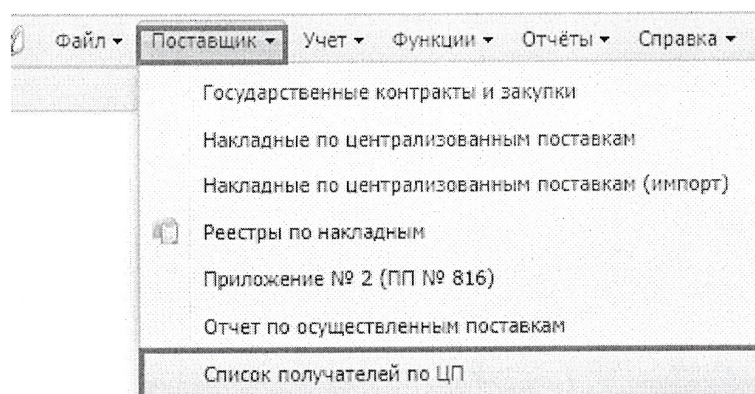 Файл Поставщик Учет Функции Отчёты Справка
Государственные контракты и закупки
Накладные по централизованным поставкам
Накладные по централизованным поставкам (импорт)
Реестры по накладным
Приложение № 2 (ПП № 816)
Отчет по осуществленным поставкам
Список получателей по ЦП